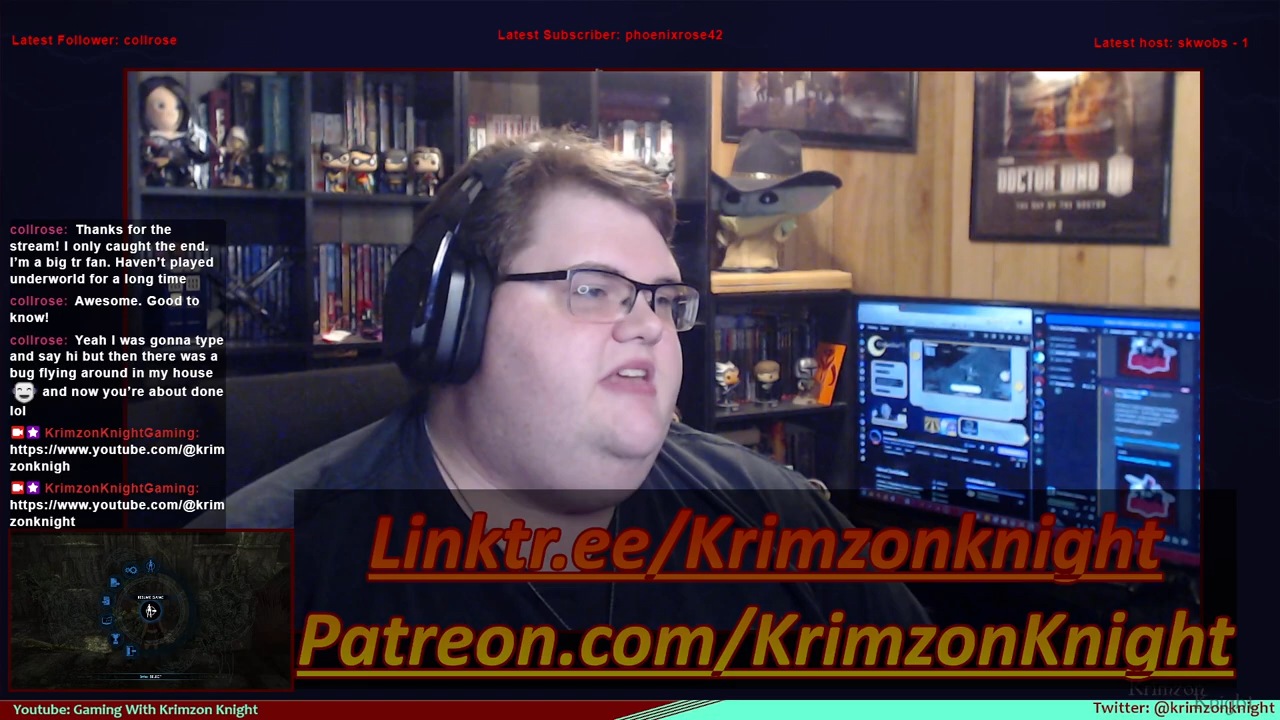 Latest Follower: collrose
Latest Subscriber: phoenixrose42
Latest host: skwobs - 1
DOCTOR WHO
THE DAY OF THE DOCTOR
collrose: Thanks for the
stream! I only caught the end.
I'm a big tr fan. Haven't played
underworld for a long time
collrose: Awesome. Good to
know!
collrose: Yeah I was gonna type
and say hi but then there was a
bug flying around in my house
and now you're about done
lol
KrimzonKnightGaming:
https://www.youtube.com/@krim
zonknigh
KrimzonKnightGaming:
https://www.youtube.com/@krim
zonknight
Linktr.ee/Krimzonknight
Patreon.com/KrimzonKnight
RESUME GAME
Krimzon
Knight
Youtube: Gaming With Krimzon Knight
Twitter: @krimzonknight